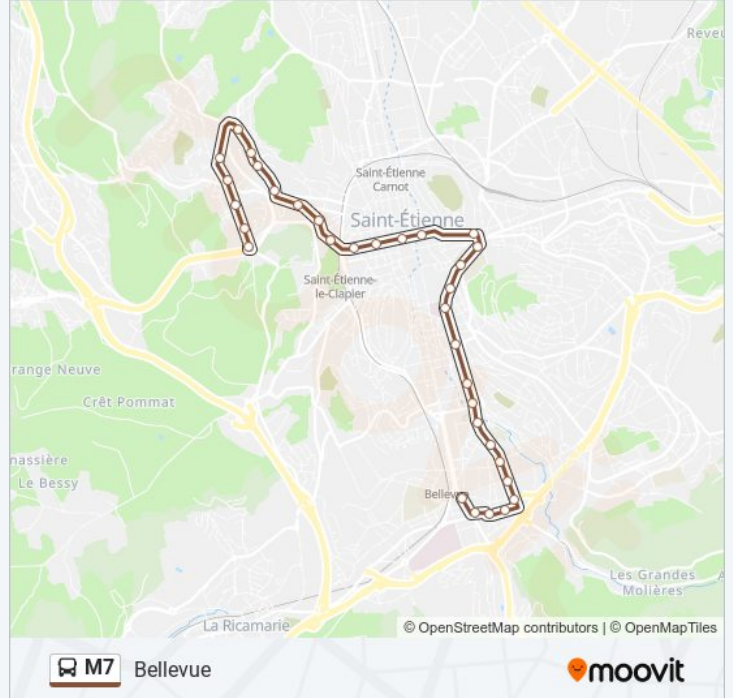 Reveu
Saint-Étienne
Carnot
Saint-Étienne
Saint-Étienne-
le-Clapier
range Neuve
Crêt Pommat
nassière
Le Bessy
Bellevue
Les Grandes
Molières
A
La Ricamarie
© OpenStreetMap contributors | © OpenMapTiles
M7 Bellevue
moovit